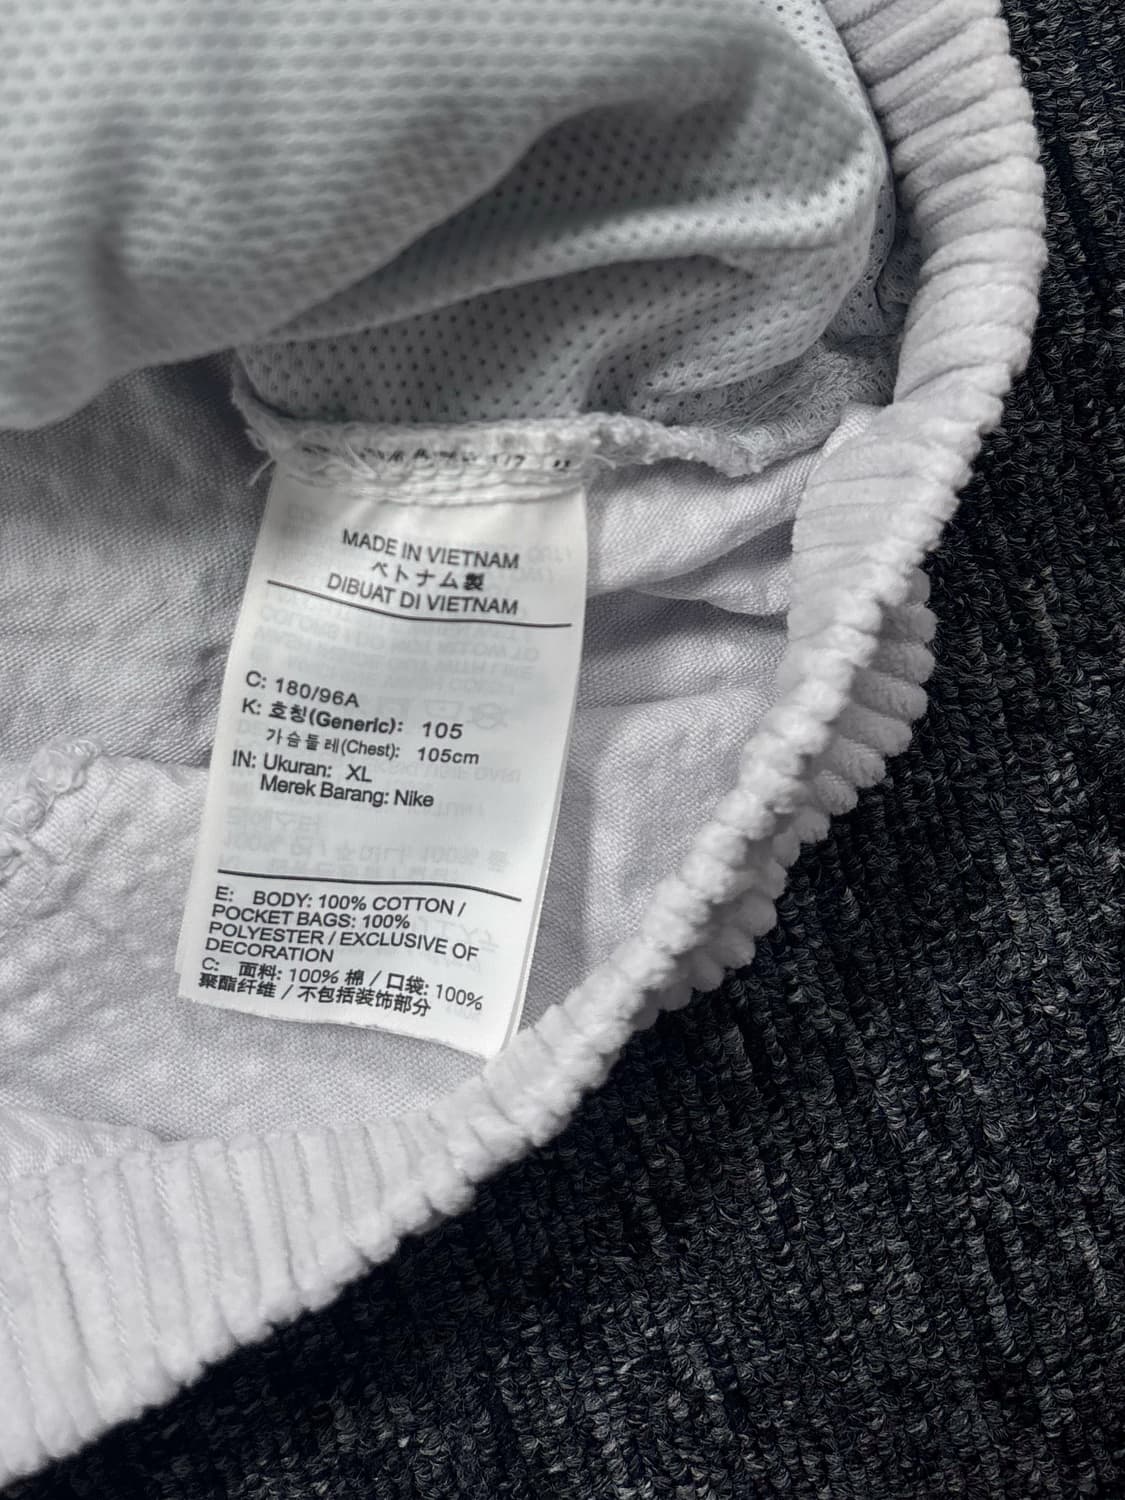 MADE IN VIETNAM
ベトナム製
DIBUAT DI VIETNAM
C: 180/96A
K: 호칭(Generic): 105
가슴둘레(Chest): 105cm
IN: Ukuran: XL
Merek Barang: Nike
E: BODY: 100% COTTON /
POCKET BAGS: 100%
POLYESTER / EXCLUSIVE OF
DECORATION
C: 面料: 100% 棉 / 口袋: 100%
聚酯纤维 / 不包括装饰部分